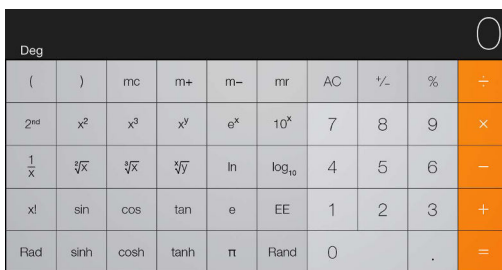 0
Deg
( ) mc m+ m− mr AC +/− % ÷
2ⁿᵈ x² x³ xʸ eˣ 10ˣ 7 8 9 ×
1/x ²√x ³√x ˣ√y ln log₁₀ 4 5 6 −
x! sin cos tan e EE 1 2 3 +
Rad sinh cosh tanh π Rand 0 . =